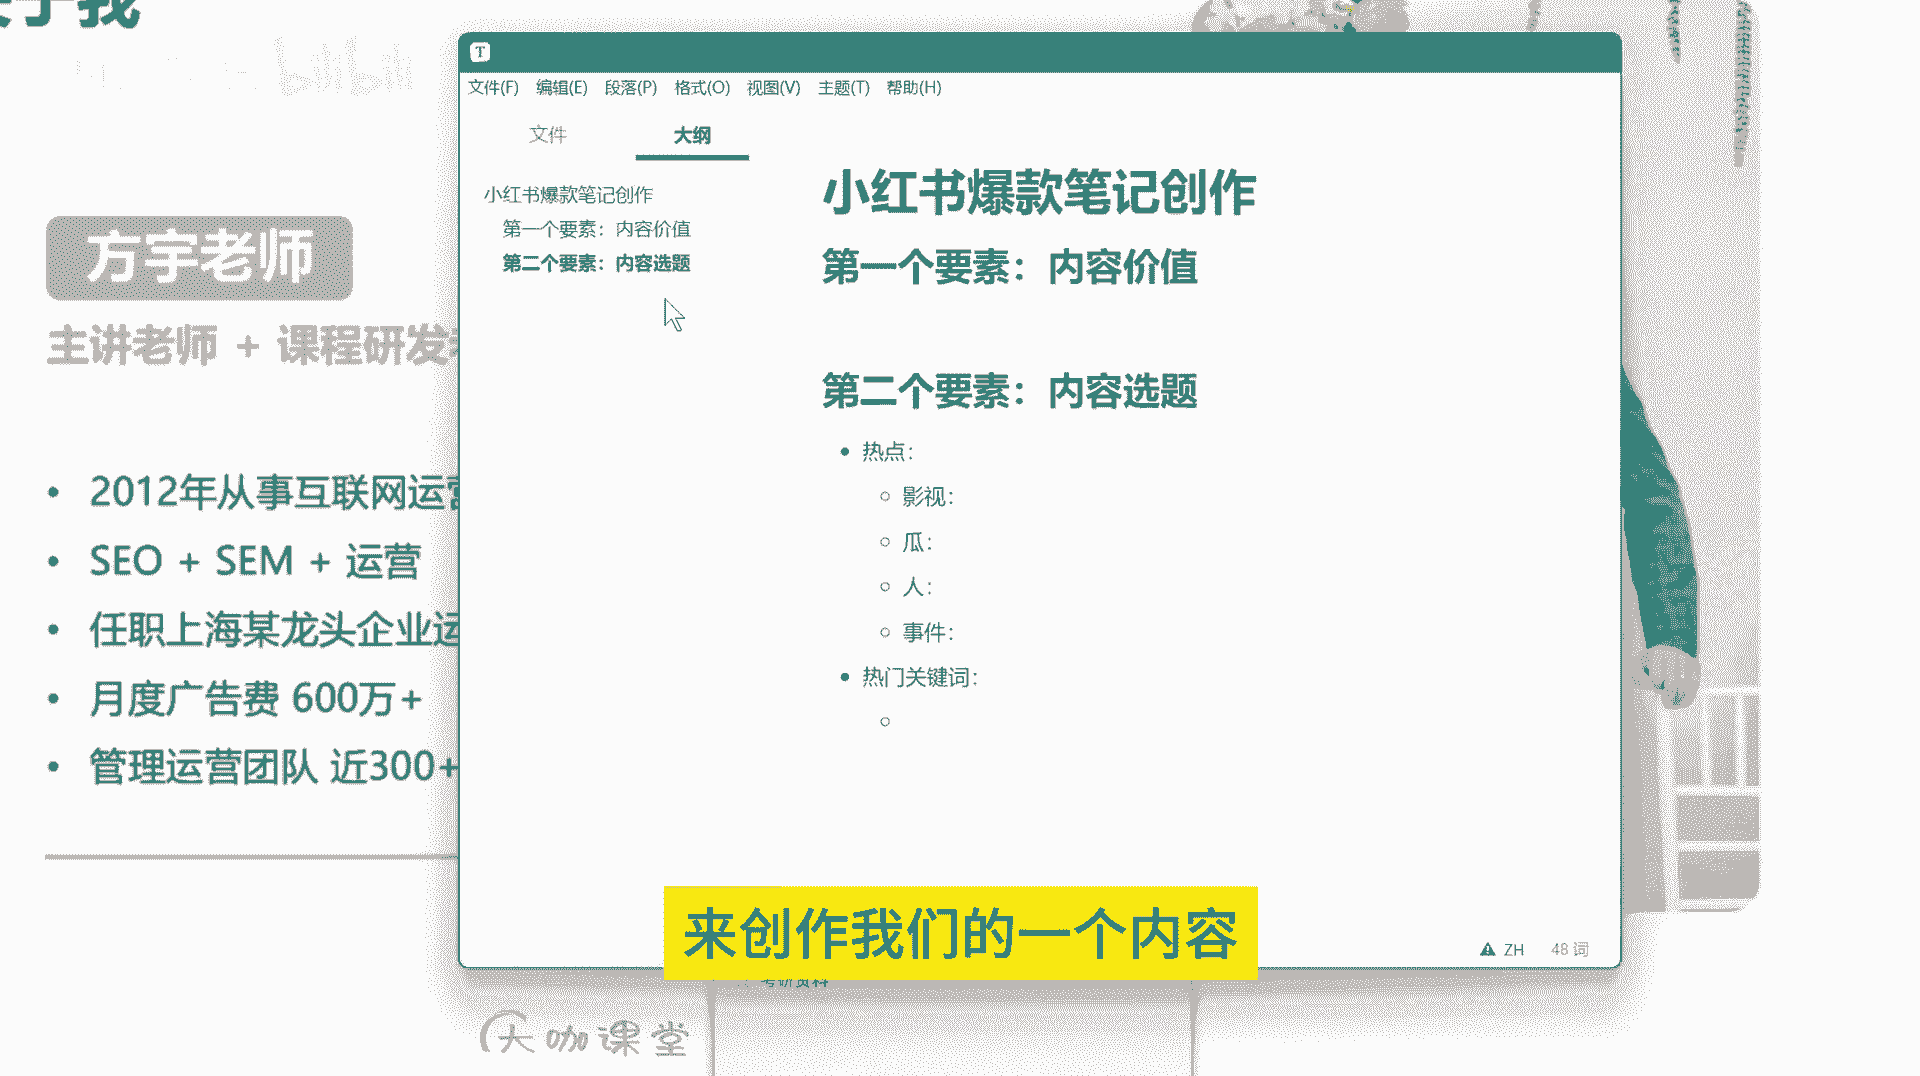 于我
bilibili
方宇老师
主讲老师 + 课程研发
2012年从事互联网运营
SEO + SEM + 运营
任职上海某龙头企业运
月度广告费 600万+
管理运营团队 近300+
T
文件(F) 编辑(E) 段落(P) 格式(O) 视图(V) 主题(T) 帮助(H)
文件 大纲
小红书爆款笔记创作
第一个要素：内容价值
第二个要素：内容选题
小红书爆款笔记创作
第一个要素：内容价值
第二个要素：内容选题
热点：
影视：
瓜：
人：
事件：
热门关键词：
ZH 48 词
来创作我们的一个内容
考研资料
大咖课堂